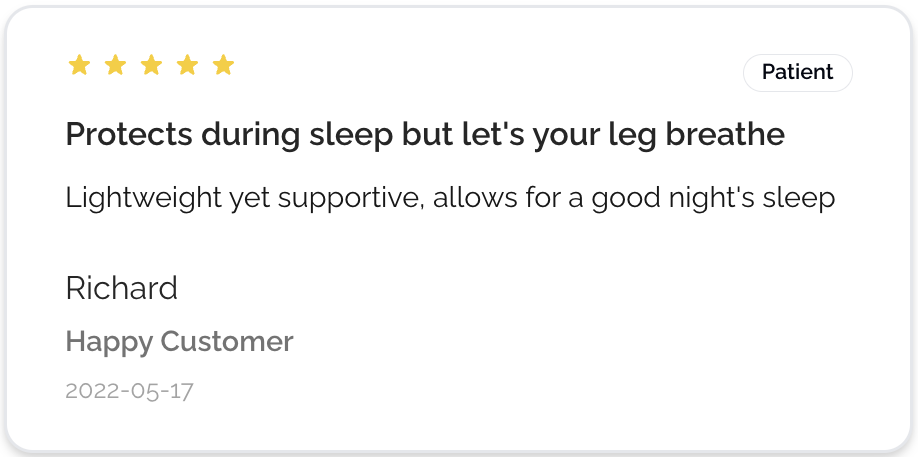 Patient
Protects during sleep but let's your leg breathe
Lightweight yet supportive, allows for a good night's sleep
Richard
Happy Customer
2022-05-17